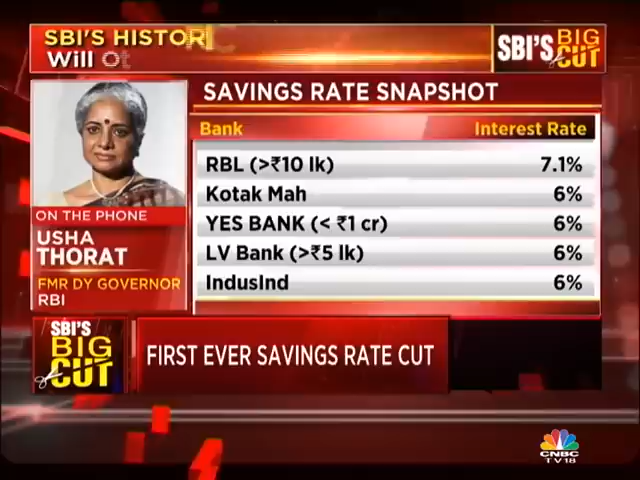 SBI'S HISTOR
Will Ot
SBI'S BIG
CUT
SAVINGS RATE SNAPSHOT
Bank Interest Rate
RBL (>₹10 lk) 7.1%
Kotak Mah 6%
YES BANK (< ₹1 cr) 6%
LV Bank (>₹5 lk) 6%
IndusInd 6%
ON THE PHONE
USHA
THORAT
FMR DY GOVERNOR
RBI
SBI'S
BIG
CUT
FIRST EVER SAVINGS RATE CUT
CNBC
TV18